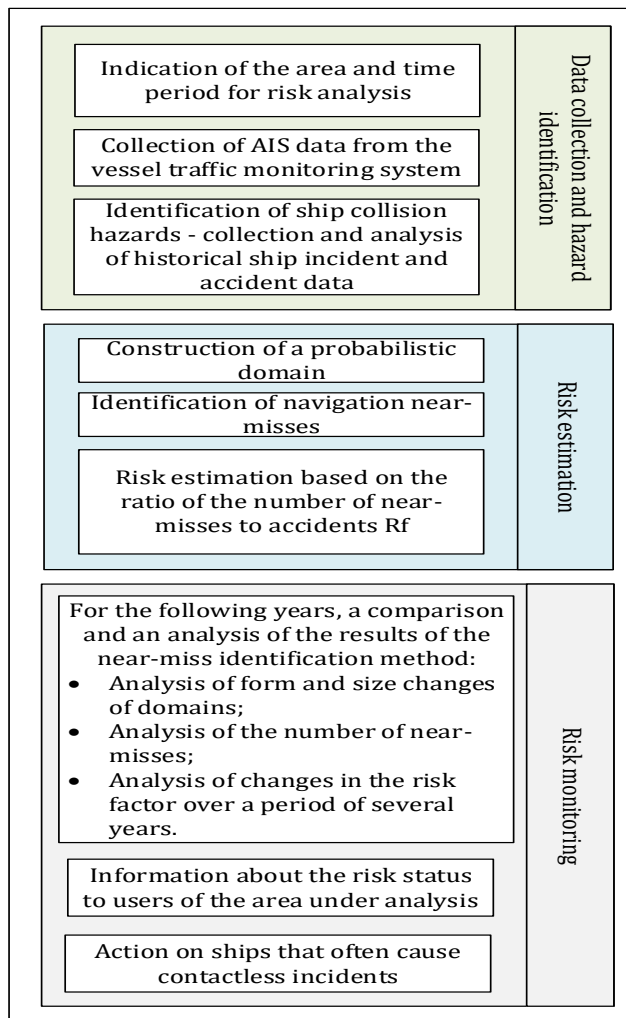 Indication of the area and time
period for risk analysis
Collection of AIS data from the
vessel traffic monitoring system
Identification of ship collision
hazards - collection and analysis
of historical ship incident and
accident data
Data collection and hazard
identification
Construction of a probabilistic
domain
Identification of navigation near-
misses
Risk estimation based on the
ratio of the number of near-
misses to accidents Rf
Risk estimation
For the following years, a comparison
and an analysis of the results of the
near-miss identification method:
• Analysis of form and size changes
of domains;
• Analysis of the number of near-
misses;
• Analysis of changes in the risk
factor over a period of several
years.
Information about the risk status
to users of the area under analysis
Action on ships that often cause
contactless incidents
Risk monitoring